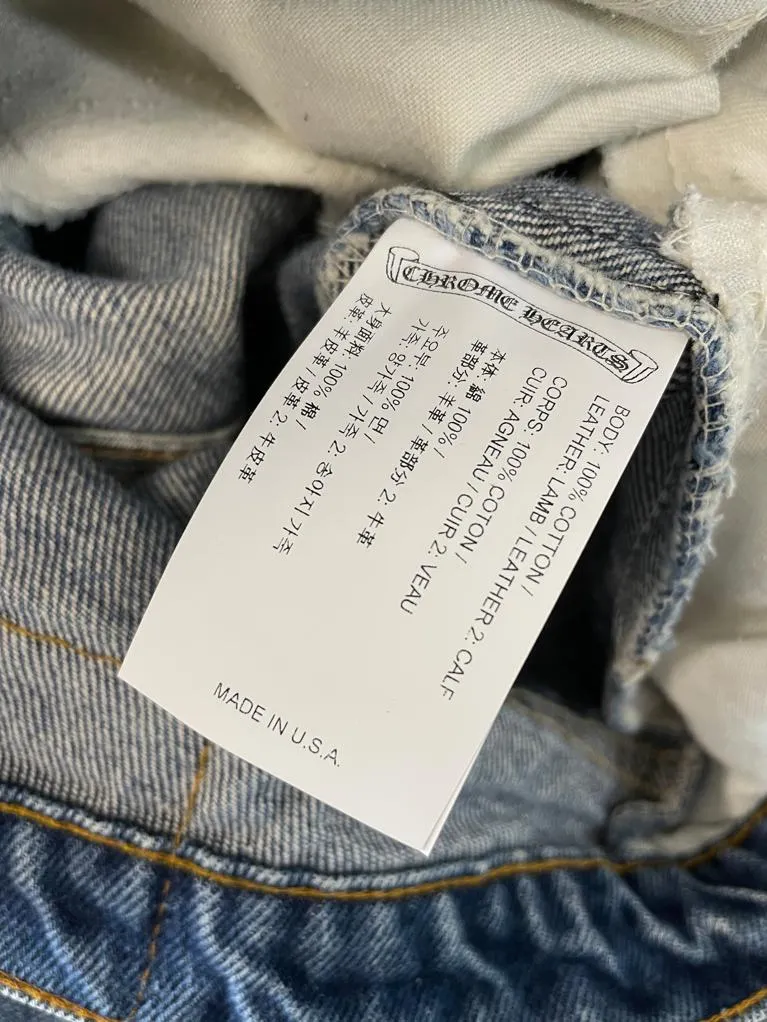 CHROME HEARTS
BODY: 100% COTTON /
LEATHER: LAMB / LEATHER 2: CALF
CORPS: 100% COTON /
CUIR: AGNEAU / CUIR 2: VEAU
本体: 綿 100% /
革部分: 羊革 / 革部分 2: 牛革
주요부: 100% 면 /
가죽: 양가죽 / 가죽 2: 송아지 가죽
大身面料: 100% 棉 /
皮革: 羊皮革 / 皮革 2: 牛皮革
MADE IN U.S.A.